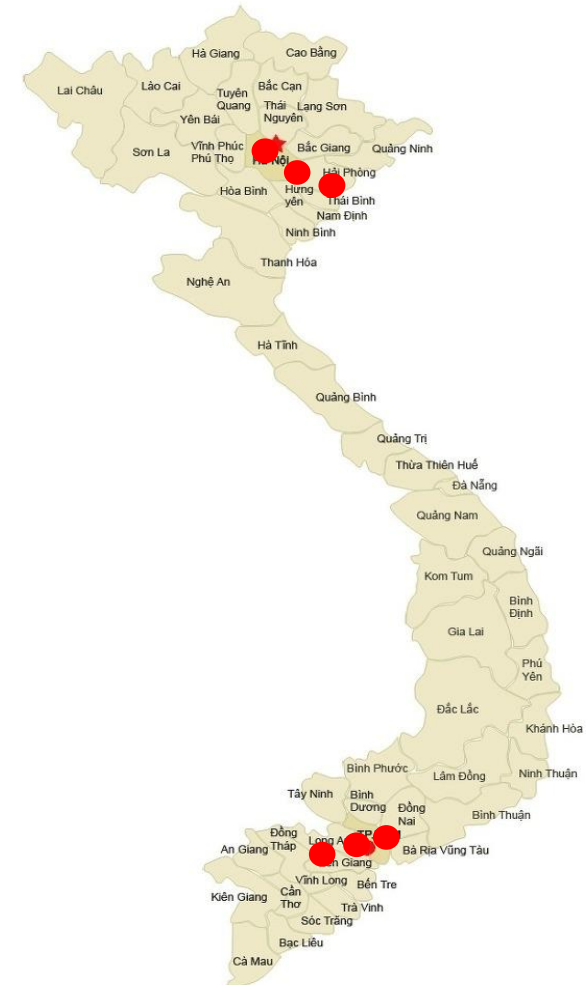 Hà Giang
Cao Bằng
Lai Châu
Lào Cai
Tuyên
Quang
Bắc Cạn
Thái
Nguyên
Lạng Sơn
Yên Bái
Sơn La
Vĩnh Phúc
Phú Thọ
Bắc Giang
Quảng Ninh
Nội
Hải Phòng
Hòa Bình
Hưng
yên
Thái Bình
Nam Định
Ninh Bình
Thanh Hóa
Nghệ An
Hà Tĩnh
Quảng Bình
Quảng Trị
Thừa Thiên Huế
Đà Nẵng
Quảng Nam
Quảng Ngãi
Kom Tum
Bình
Định
Gia Lai
Phú
Yên
Đắc Lắc
Khánh Hòa
Bình Phước
Lâm Đồng
Ninh Thuận
Tây Ninh
Bình
Dương
Đồng
Nai
Bình Thuận
Đồng
Tháp
Long
An Giang
Bà Rịa Vũng Tàu
Giang
Vĩnh Long
Bến Tre
Kiên Giang
Cần
Thơ
Trà Vinh
Sóc Trăng
Bạc Liêu
Cà Mau